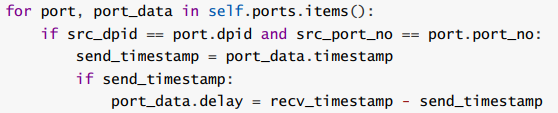 for port, port_data in self.ports.items():
    if src_dpid == port.dpid and src_port_no == port.port_no:
        send_timestamp = port_data.timestamp
        if send_timestamp:
            port_data.delay = recv_timestamp - send_timestamp